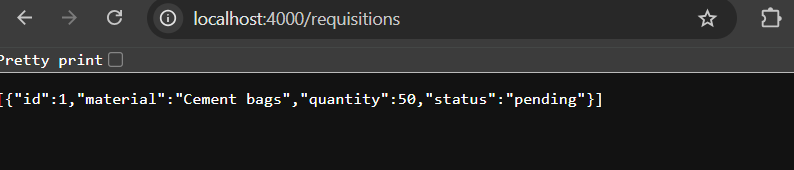 localhost:4000/requisitions
Pretty print
[{"id":1,"material":"Cement bags","quantity":50,"status":"pending"}]